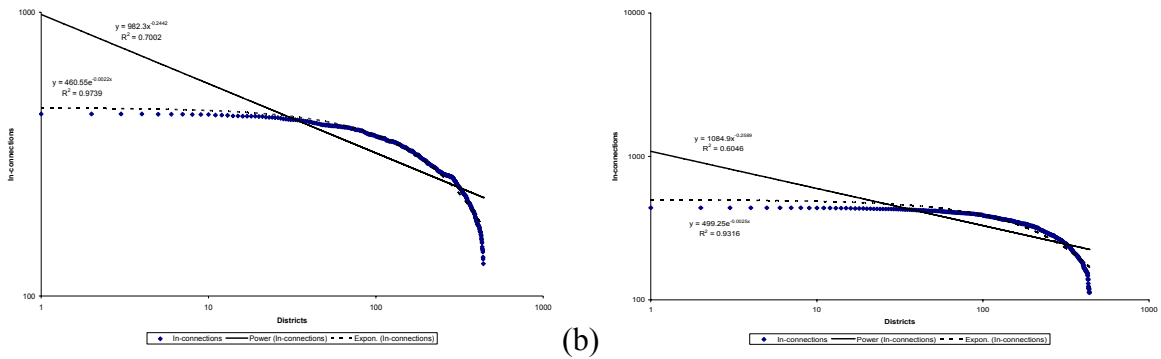 1000
y = 982.3x^-0.2442
R² = 0.7002
y = 460.55e^-0.0022x
R² = 0.9739
In-connections
100
1
10
100
1000
Districts
In-connections
Power (In-connections)
Expon. (In-connections)
(b)
10000
In-connections
1000
y = 1084.9x^-0.2589
R² = 0.6046
y = 499.25e^-0.0025x
R² = 0.9316
100
1
10
100
1000
Districts
In-connections
Power (In-connections)
Expon. (In-connections)